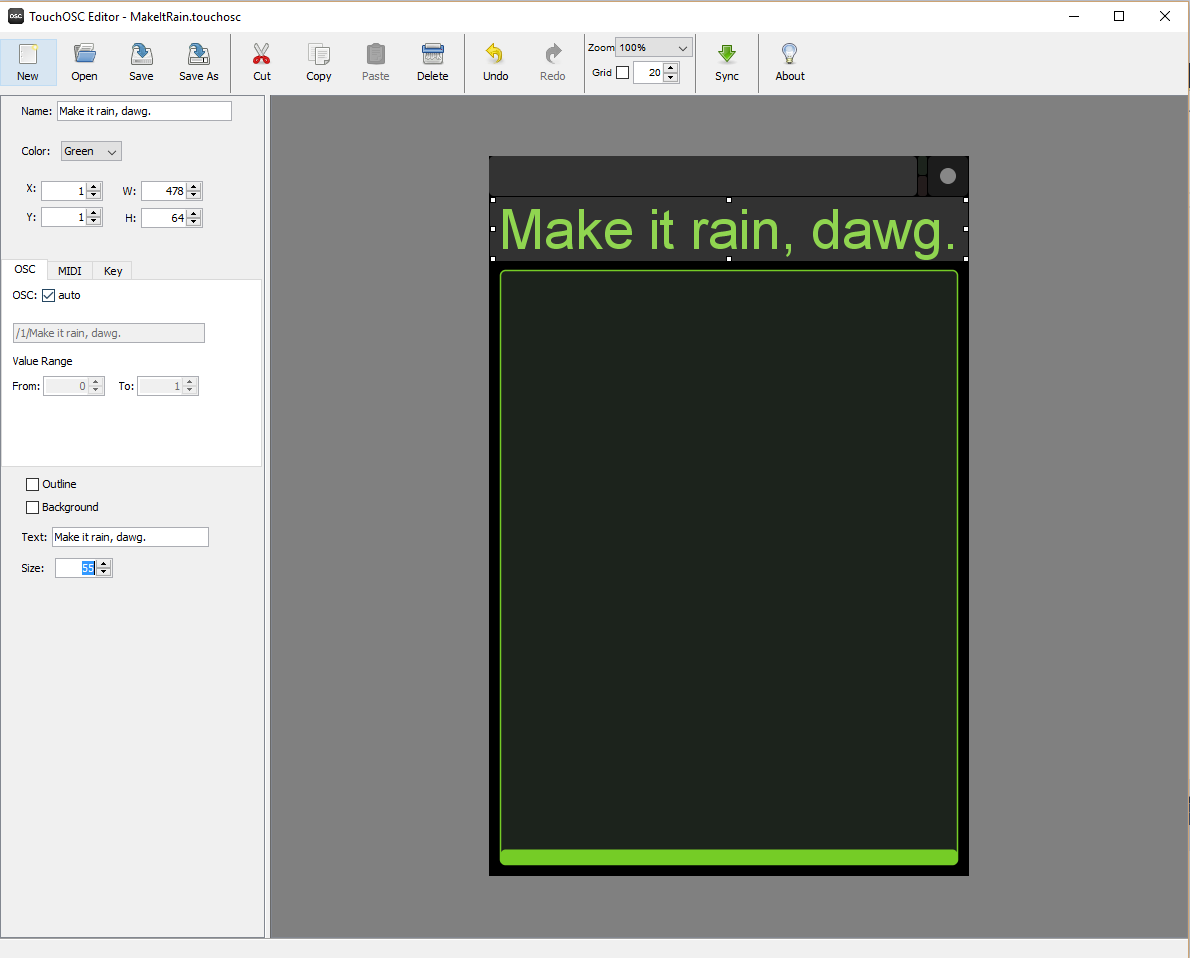 OSC TouchOSC Editor - MakeItRain.touchosc
New Open Save Save As Cut Copy Paste Delete Undo Redo Zoom 100% Grid 20 Sync About
Name: Make it rain, dawg.
Color: Green
X: 1 W: 478
Y: 1 H: 64
OSC MIDI Key
OSC: auto
/1/Make it rain, dawg.
Value Range
From: 0 To: 1
Outline
Background
Text: Make it rain, dawg.
Size: 55
Make it rain, dawg.